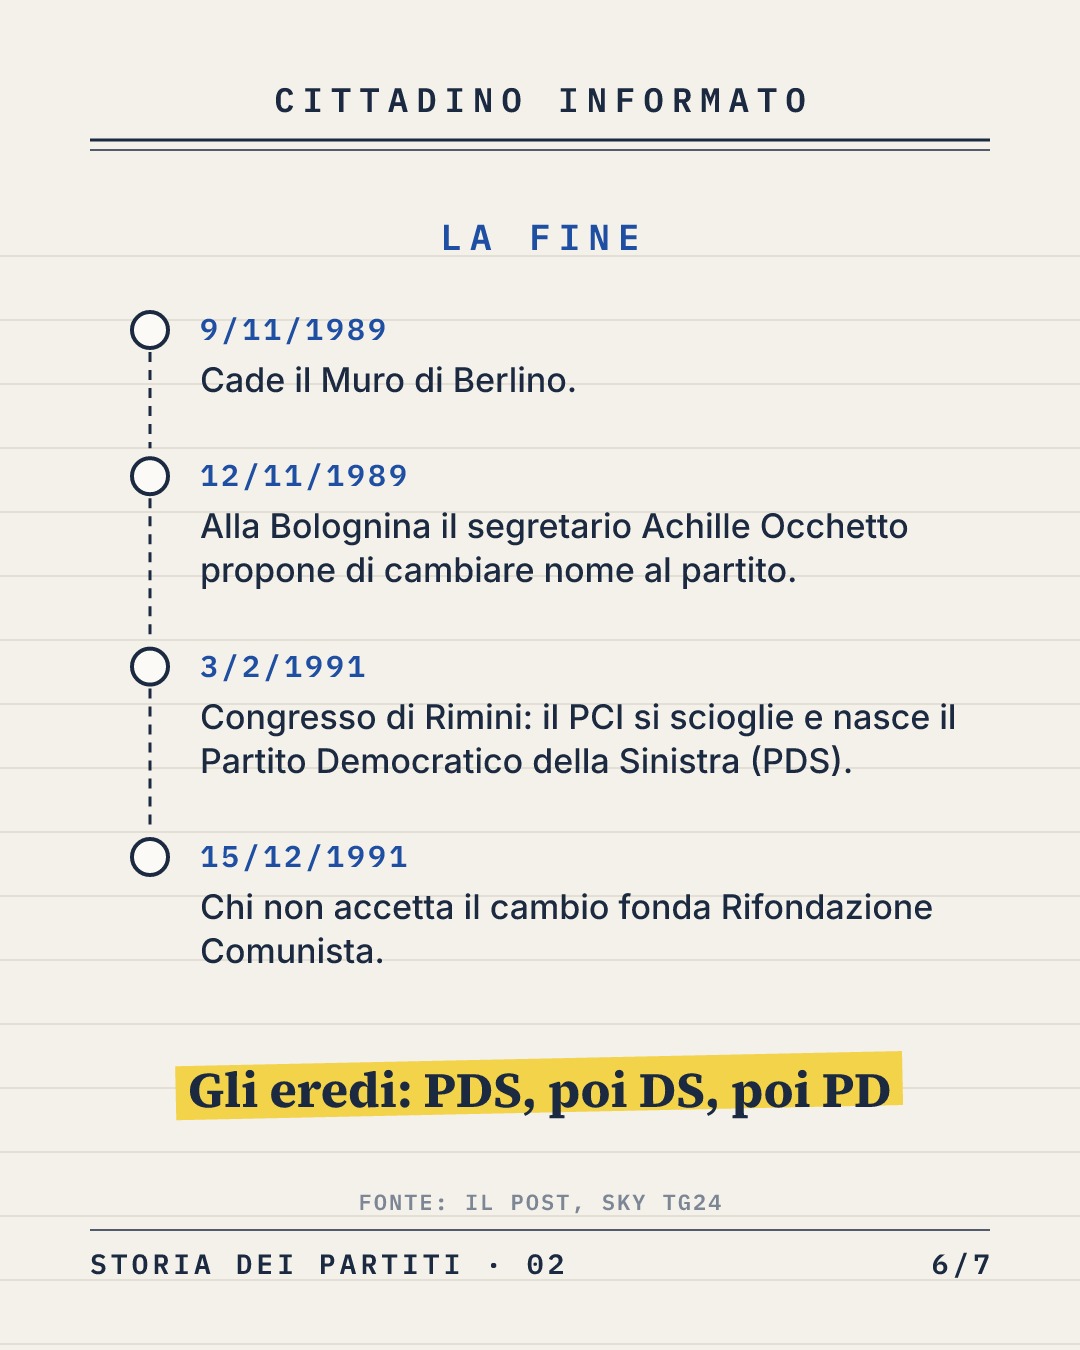 CITTADINO INFORMATO
LA FINE
9/11/1989
Cade il Muro di Berlino.
12/11/1989
Alla Bolognina il segretario Achille Occhetto
propone di cambiare nome al partito.
3/2/1991
Congresso di Rimini: il PCI si scioglie e nasce il
Partito Democratico della Sinistra (PDS).
15/12/1991
Chi non accetta il cambio fonda Rifondazione
Comunista.
Gli eredi: PDS, poi DS, poi PD
FONTE: IL POST, SKY TG24
STORIA DEI PARTITI · 02
6/7